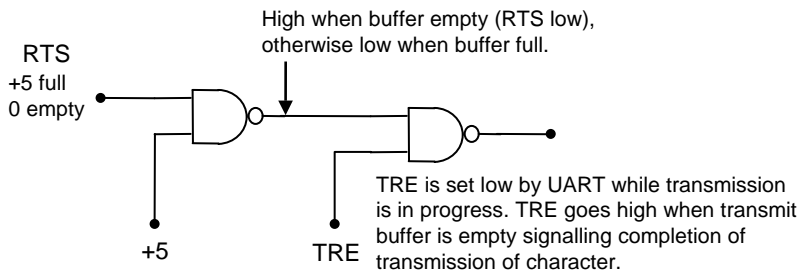 High when buffer empty (RTS low),
otherwise low when buffer full.
RTS
+5 full
0 empty
+5
TRE
TRE is set low by UART while transmission
is in progress. TRE goes high when transmit
buffer is empty signalling completion of
transmission of character.